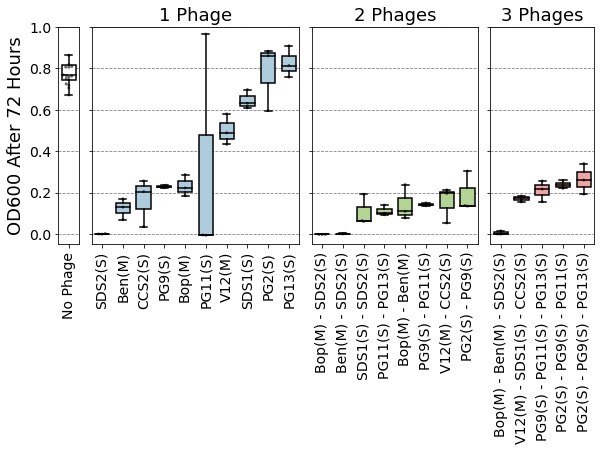 1 Phage
2 Phages
3 Phages
OD600 After 72 Hours
1.0
0.8
0.6
0.4
0.2
0.0
No Phage
SDS2(S)
Ben(M)
CCS2(S)
PG9(S)
Bop(M)
PG11(S)
V12(M)
SDS1(S)
PG2(S)
PG13(S)
Bop(M) - SDS2(S)
Ben(M) - SDS2(S)
SDS1(S) - SDS2(S)
PG11(S) - PG13(S)
Bop(M) - Ben(M)
PG9(S) - PG11(S)
V12(M) - CCS2(S)
PG2(S) - PG9(S)
Bop(M) - Ben(M) - SDS2(S)
V12(M) - SDS1(S) - CCS2(S)
PG9(S) - PG11(S) - PG13(S)
PG2(S) - PG9(S) - PG11(S)
PG2(S) - PG9(S) - PG13(S)